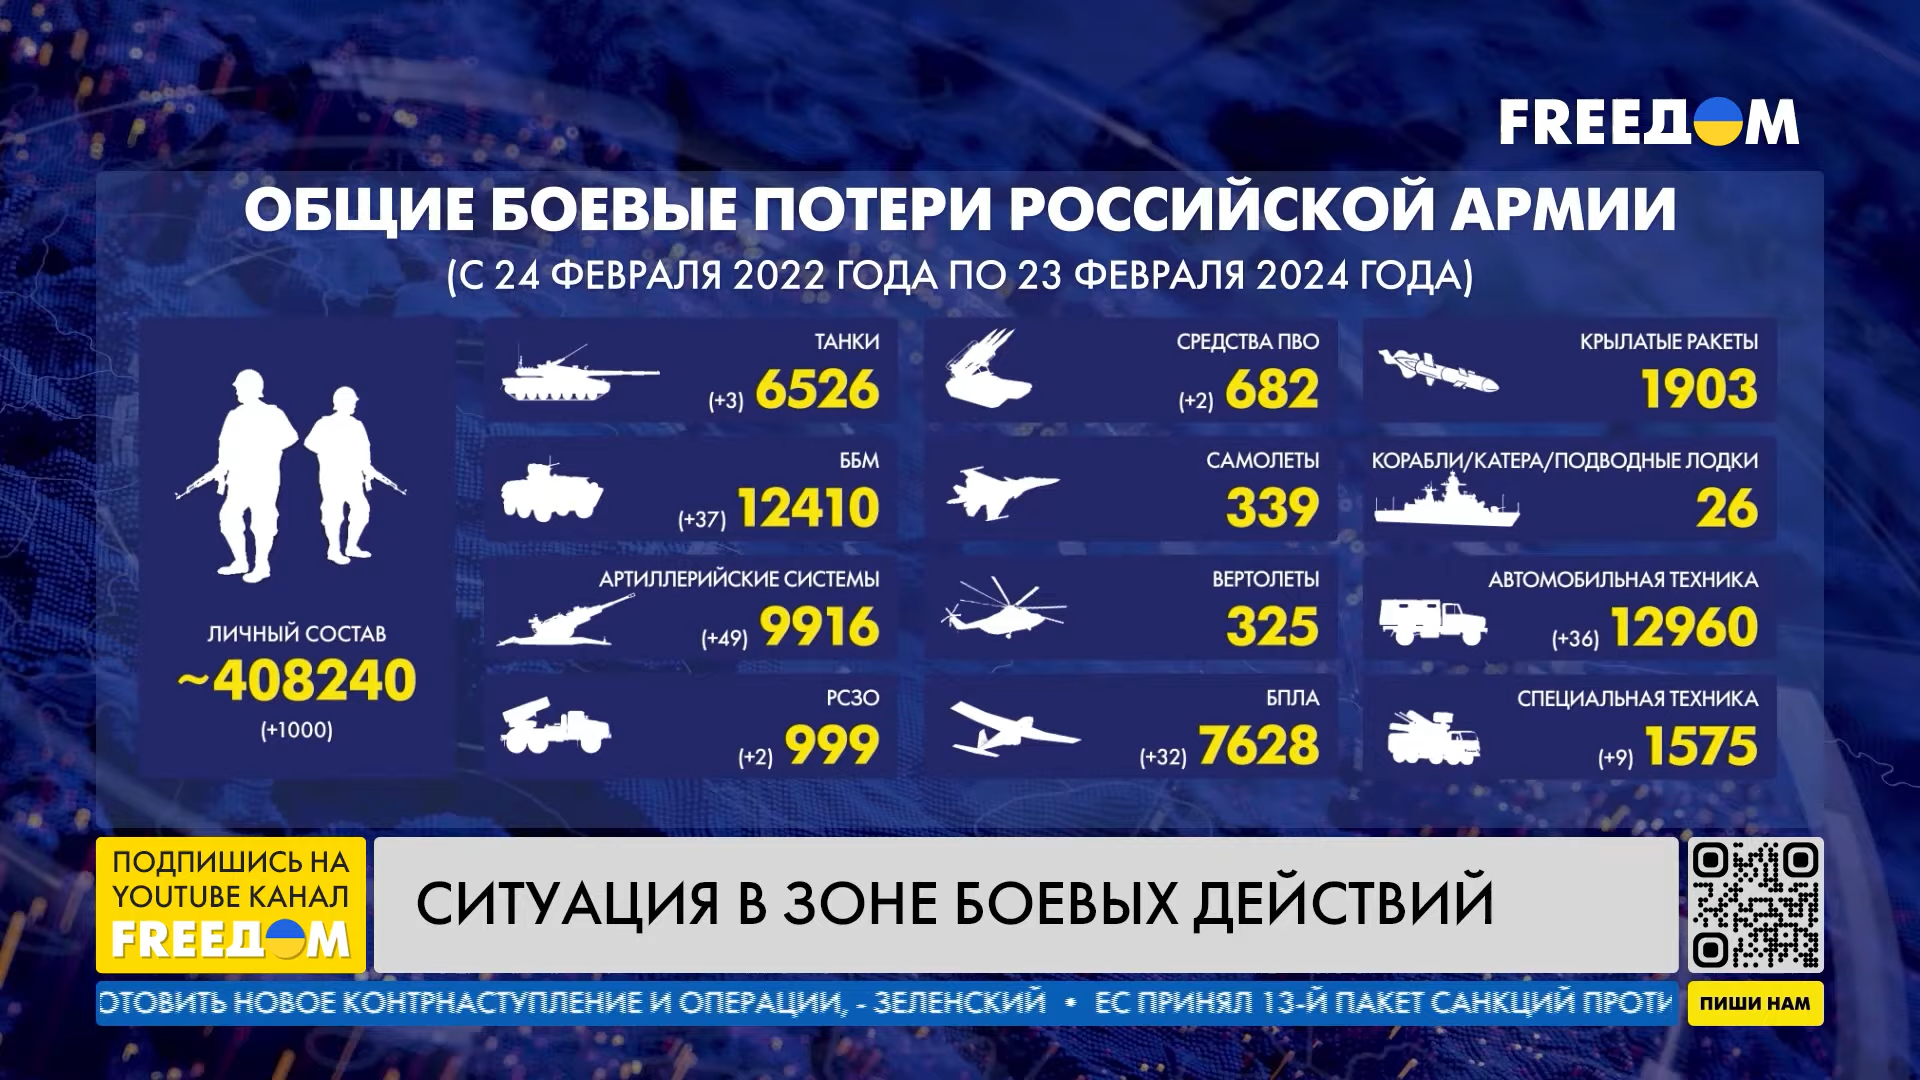 FREEДОМ
ОБЩИЕ БОЕВЫЕ ПОТЕРИ РОССИЙСКОЙ АРМИИ
(С 24 ФЕВРАЛЯ 2022 ГОДА ПО 23 ФЕВРАЛЯ 2024 ГОДА)
ЛИЧНЫЙ СОСТАВ
~408240
(+1000)
ТАНКИ
(+3) 6526
ББМ
(+37) 12410
АРТИЛЛЕРИЙСКИЕ СИСТЕМЫ
(+49) 9916
РСЗО
(+2) 999
СРЕДСТВА ПВО
(+2) 682
САМОЛЕТЫ
339
ВЕРТОЛЕТЫ
325
БПЛА
(+32) 7628
КРЫЛАТЫЕ РАКЕТЫ
1903
КОРАБЛИ/КАТЕРА/ПОДВОДНЫЕ ЛОДКИ
26
АВТОМОБИЛЬНАЯ ТЕХНИКА
(+36) 12960
СПЕЦИАЛЬНАЯ ТЕХНИКА
(+9) 1575
ПОДПИШИСЬ НА
YOUTUBE КАНАЛ
FREEДОМ
СИТУАЦИЯ В ЗОНЕ БОЕВЫХ ДЕЙСТВИЙ
ОТОВИТЬ НОВОЕ КОНТРНАСТУПЛЕНИЕ И ОПЕРАЦИИ, - ЗЕЛЕНСКИЙ • ЕС ПРИНЯЛ 13-Й ПАКЕТ САНКЦИЙ ПРОТИ
ПИШИ НАМ